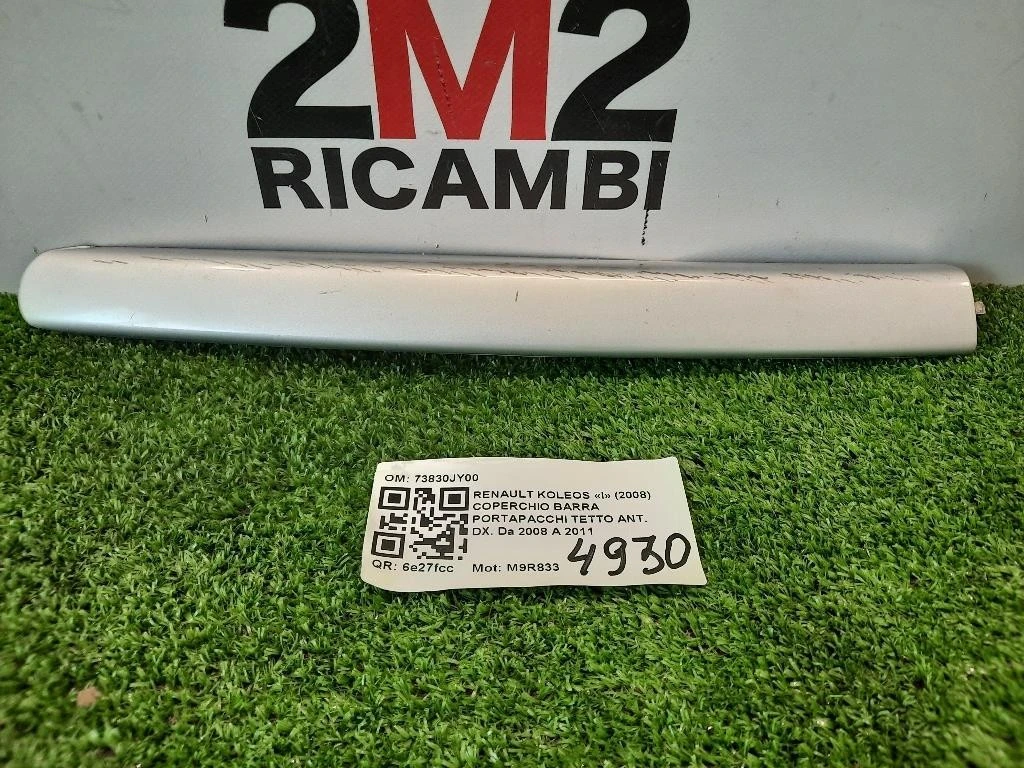 2M2
RICAMBI
OM: 73830JY00
RENAULT KOLEOS «I» (2008)
COPERCHIO BARRA
PORTAPACCHI TETTO ANT.
DX. Da 2008 A 2011
QR: 6e27fcc Mot: M9R833
4930